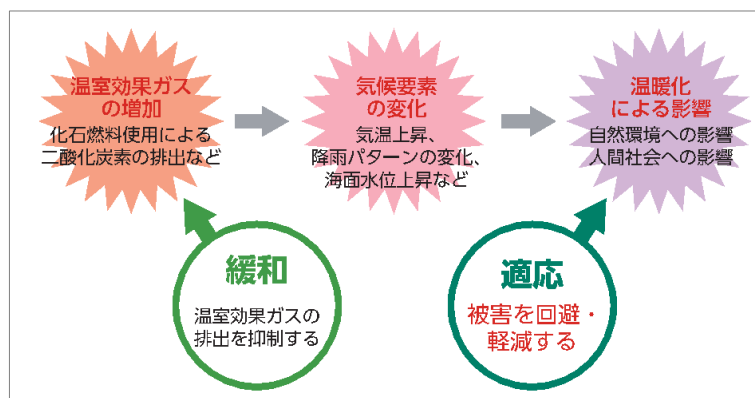 温室効果ガス
の増加
化石燃料使用による
二酸化炭素の排出など
気候要素
の変化
気温上昇、
降雨パターンの変化、
海面水位上昇など
温暖化
による影響
自然環境への影響
人間社会への影響
緩和
温室効果ガスの
排出を抑制する
適応
被害を回避・
軽減する